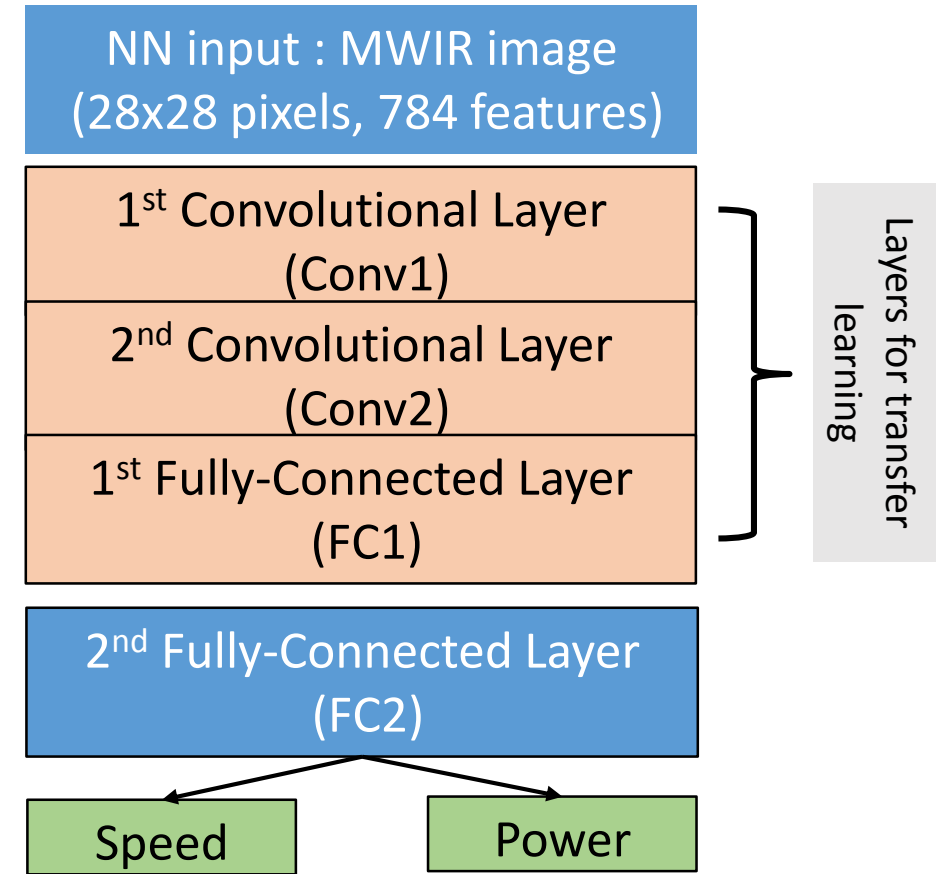 NN input : MWIR image
(28x28 pixels, 784 features)
1st Convolutional Layer
(Conv1)
2nd Convolutional Layer
(Conv2)
1st Fully-Connected Layer
(FC1)
Layers for transfer
learning
2nd Fully-Connected Layer
(FC2)
Speed
Power